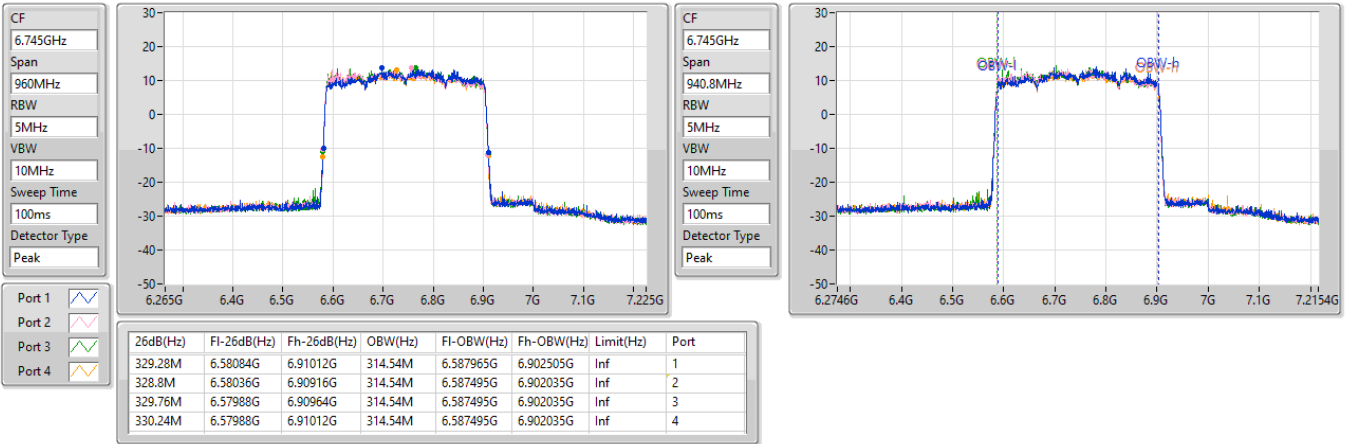 CF
6.745GHz
Span
960MHz
RBW
5MHz
VBW
10MHz
Sweep Time
100ms
Detector Type
Peak
Port 1
Port 2
Port 3
Port 4
30
20
10
0
-10
-20
-30
-40
-50
6.265G 6.4G 6.5G 6.6G 6.7G 6.8G 6.9G 7G 7.1G 7.225G
CF
6.745GHz
Span
940.8MHz
RBW
5MHz
VBW
10MHz
Sweep Time
100ms
Detector Type
Peak
30
20
10
0
-10
-20
-30
-40
-50
OBW-l OBW-h
6.2746G 6.4G 6.5G 6.6G 6.7G 6.8G 6.9G 7G 7.1G 7.2154G
26dB(Hz) Fl-26dB(Hz) Fh-26dB(Hz) OBW(Hz) Fl-OBW(Hz) Fh-OBW(Hz) Limit(Hz) Port
329.28M 6.58084G 6.91012G 314.54M 6.587965G 6.902505G Inf 1
328.8M 6.58036G 6.90916G 314.54M 6.587495G 6.902035G Inf 2
329.76M 6.57988G 6.90964G 314.54M 6.587495G 6.902035G Inf 3
330.24M 6.57988G 6.91012G 314.54M 6.587495G 6.902035G Inf 4